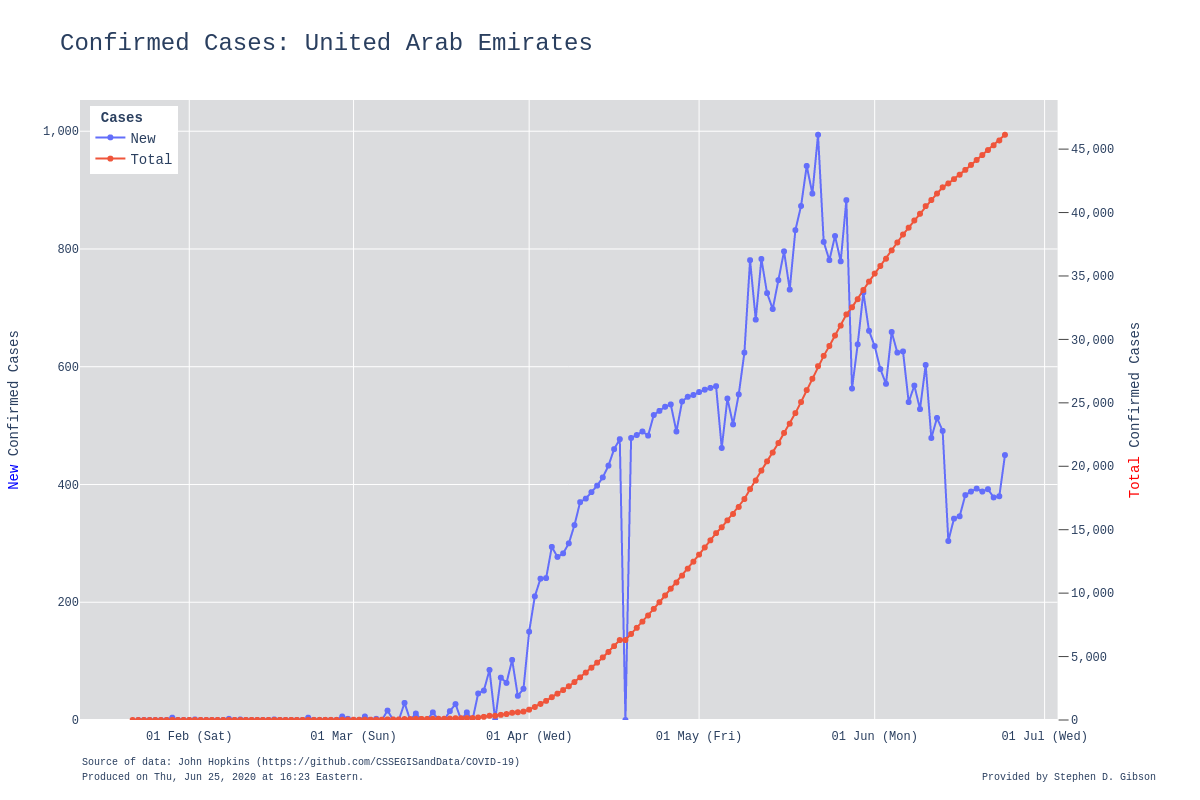 Confirmed Cases: United Arab Emirates
Cases
New
Total
1,000
800
600
400
200
0
New Confirmed Cases
45,000
40,000
35,000
30,000
25,000
20,000
15,000
10,000
5,000
0
Total Confirmed Cases
01 Feb (Sat)
01 Mar (Sun)
01 Apr (Wed)
01 May (Fri)
01 Jun (Mon)
01 Jul (Wed)
Source of data: John Hopkins (https://github.com/CSSEGISandData/COVID-19)
Produced on Thu, Jun 25, 2020 at 16:23 Eastern.
Provided by Stephen D. Gibson